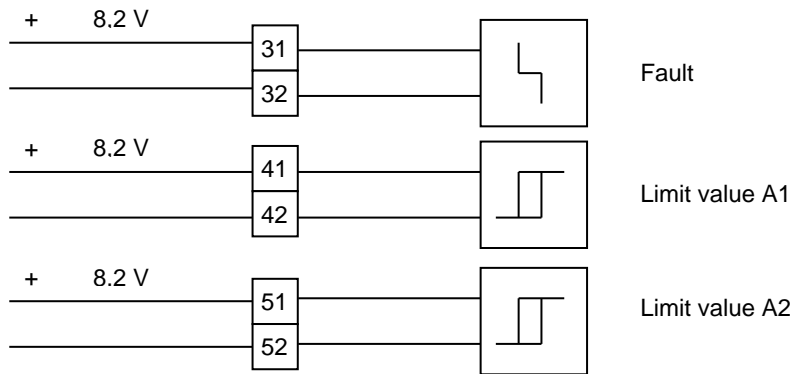 + 8.2 V
31
32
Fault
+ 8.2 V
41
42
Limit value A1
+ 8.2 V
51
52
Limit value A2